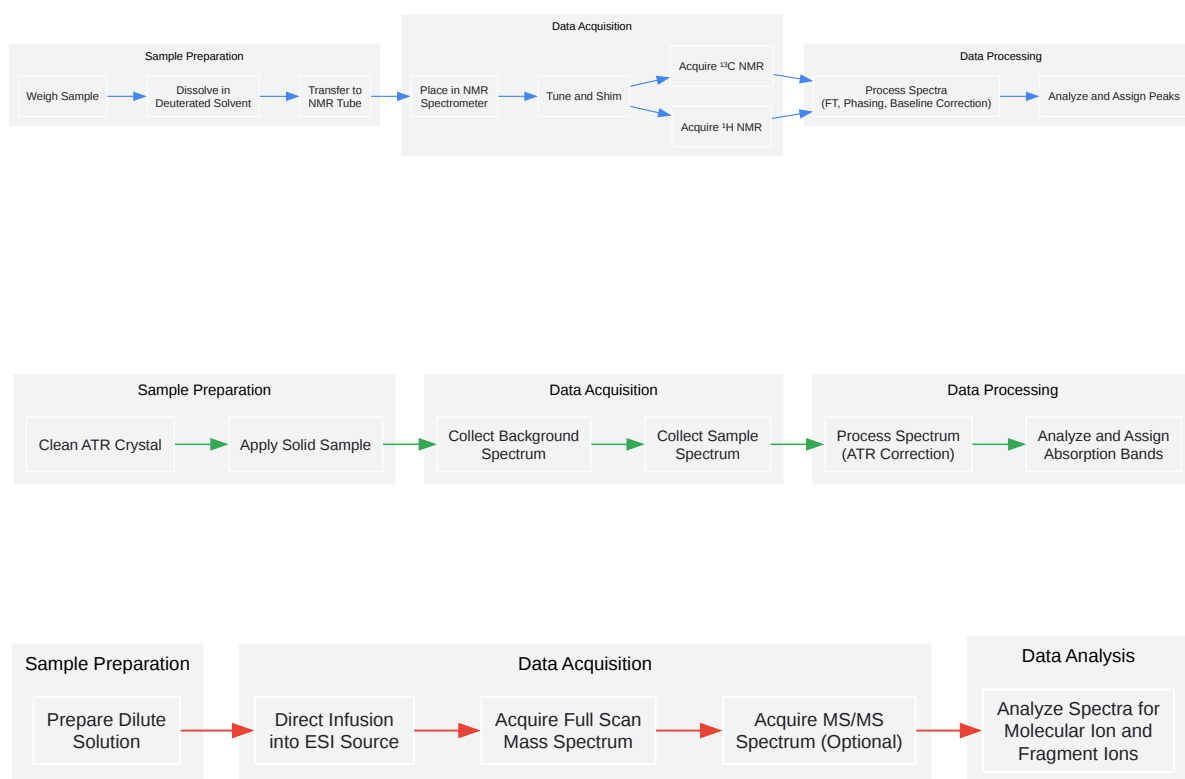 Data Acquisition
Sample Preparation
Data Processing
Weigh Sample
Dissolve in
Deuterated Solvent
Transfer to
NMR Tube
Place in NMR
Spectrometer
Tune and Shim
Acquire ¹³C NMR
Acquire ¹H NMR
Process Spectra
(FT, Phasing, Baseline Correction)
Analyze and Assign Peaks
Sample Preparation
Data Acquisition
Data Processing
Clean ATR Crystal
Apply Solid Sample
Collect Background
Spectrum
Collect Sample
Spectrum
Process Spectrum
(ATR Correction)
Analyze and Assign
Absorption Bands
Sample Preparation
Data Acquisition
Data Analysis
Prepare Dilute
Solution
Direct Infusion
into ESI Source
Acquire Full Scan
Mass Spectrum
Acquire MS/MS
Spectrum (Optional)
Analyze Spectra for
Molecular Ion and
Fragment Ions